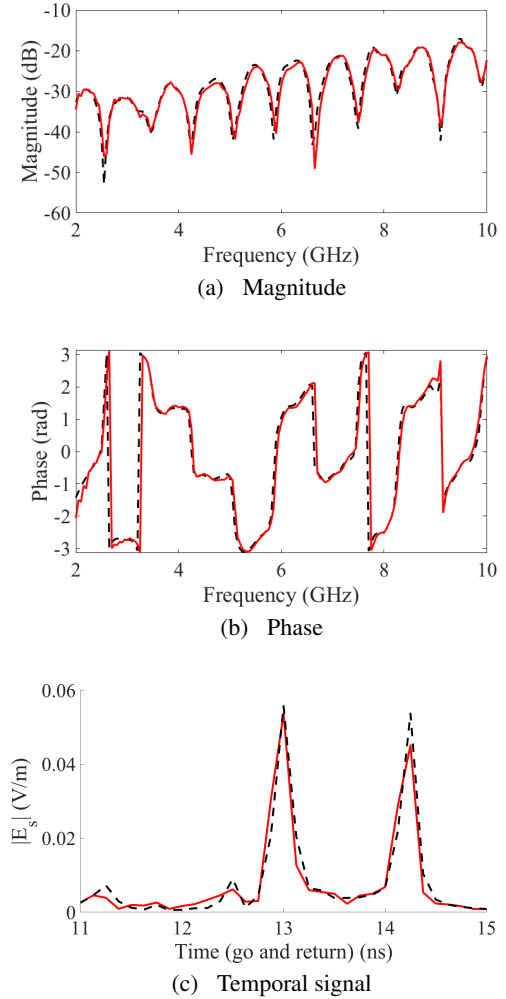 -10
-20
-30
-40
-50
-60
Magnitude (dB)
2 4 6 8 10
Frequency (GHz)
(a) Magnitude
3
2
1
0
-1
-2
-3
Phase (rad)
2 4 6 8 10
Frequency (GHz)
(b) Phase
0.06
0.04
0.02
0
|E_s| (V/m)
11 12 13 14 15
Time (go and return) (ns)
(c) Temporal signal